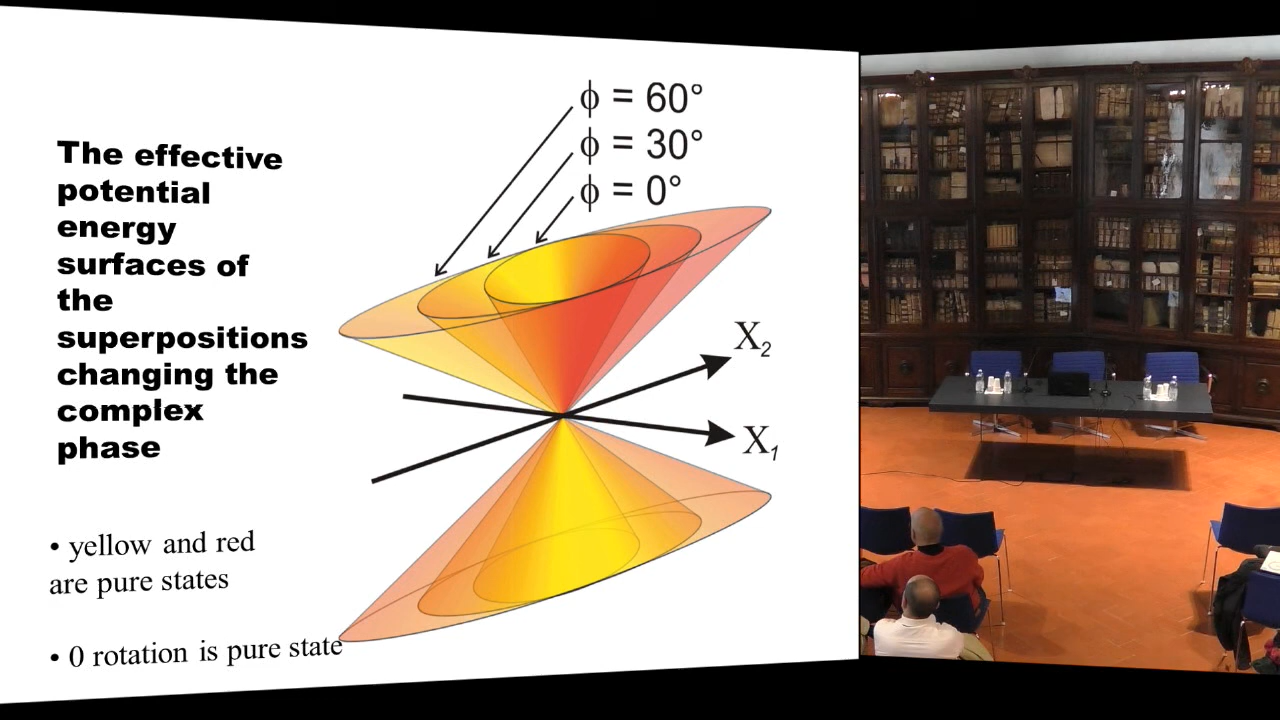 The effective
potential
energy
surfaces of
the
superpositions
changing the
complex
phase
• yellow and red
are pure states
• 0 rotation is pure state
ϕ = 60°
ϕ = 30°
ϕ = 0°
X₂
X₁